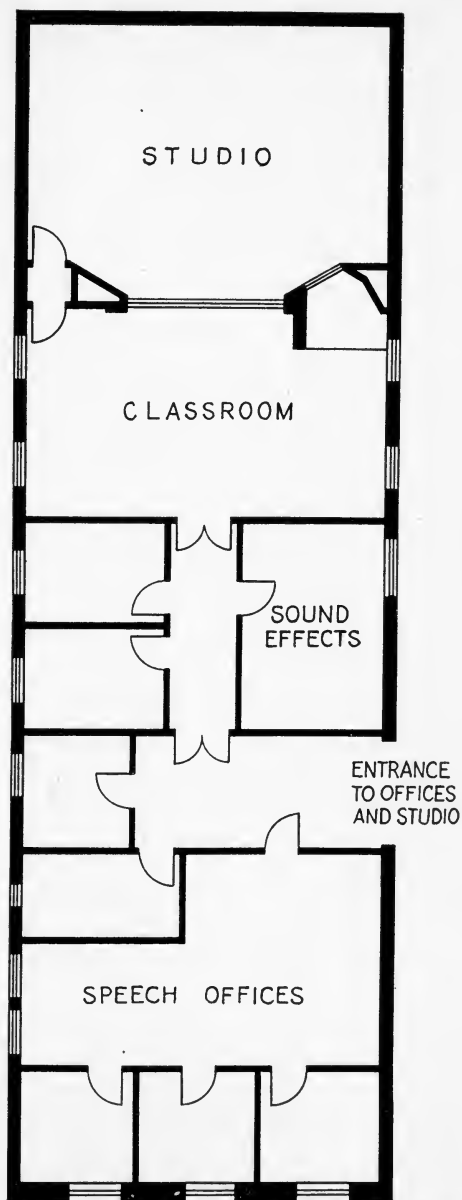 STUDIO
CLASSROOM
SOUND
EFFECTS
ENTRANCE
TO OFFICES
AND STUDIO
SPEECH OFFICES